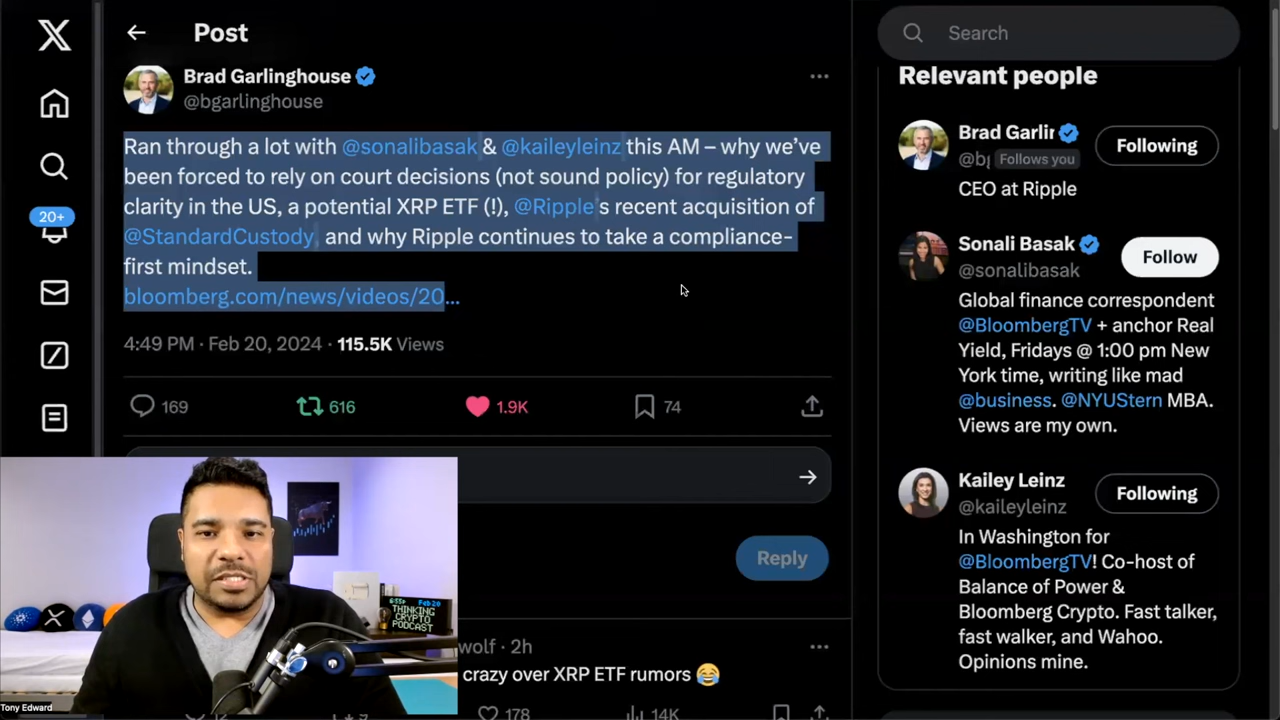 Post
Brad Garlinghouse
@bgarlinghouse
Ran through a lot with @sonalibasak & @kaileyleinz this AM – why we’ve
been forced to rely on court decisions (not sound policy) for regulatory
clarity in the US, a potential XRP ETF (!), @Ripple's recent acquisition of
@StandardCustody, and why Ripple continues to take a compliance-
first mindset.
bloomberg.com/news/videos/20...
4:49 PM · Feb 20, 2024 · 115.5K Views
169
616
1.9K
74
Reply
wolf · 2h
crazy over XRP ETF rumors 😂
178
14K
20+
Search
Relevant people
Brad Garlir
Following
@bg
Follows you
CEO at Ripple
Sonali Basak
Follow
@sonalibasak
Global finance correspondent
@BloombergTV + anchor Real
Yield, Fridays @ 1:00 pm New
York time, writing like mad
@business. @NYUStern MBA.
Views are my own.
Kailey Leinz
Following
@kaileyleinz
In Washington for
@BloombergTV! Co-host of
Balance of Power &
Bloomberg Crypto. Fast talker,
fast walker, and Wahoo.
Opinions mine.
Feb20
THINKING
CRYPTO
PODCAST
Tony Edward